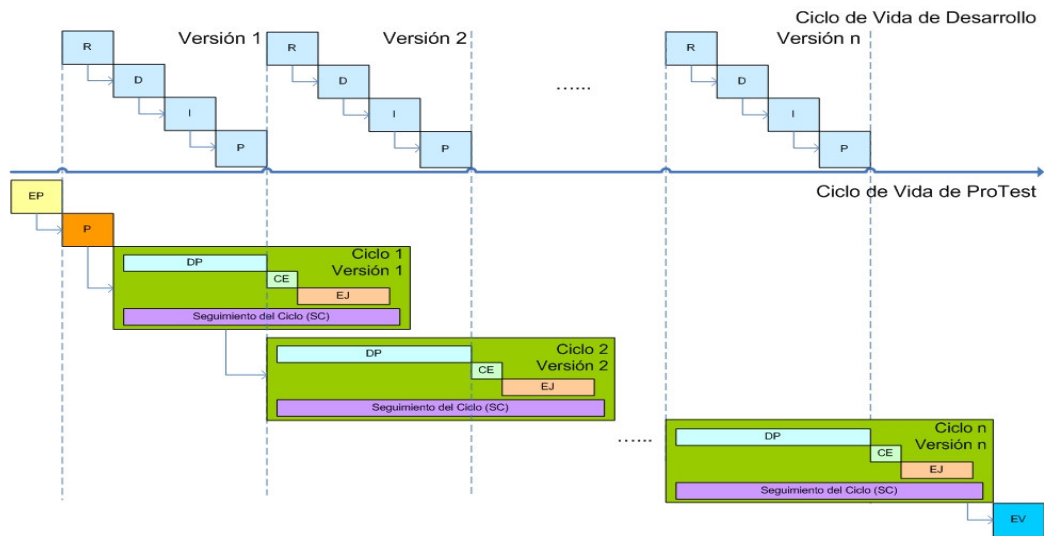 Ciclo de Vida de Desarrollo
Versión 1
Versión 2
Versión n
R
D
I
P
R
D
I
P
......
R
D
I
P
Ciclo de Vida de ProTest
EP
P
Ciclo 1
Versión 1
DP
CE
EJ
Seguimiento del Ciclo (SC)
Ciclo 2
Versión 2
DP
CE
EJ
Seguimiento del Ciclo (SC)
......
Ciclo n
Versión n
DP
CE
EJ
Seguimiento del Ciclo (SC)
EV